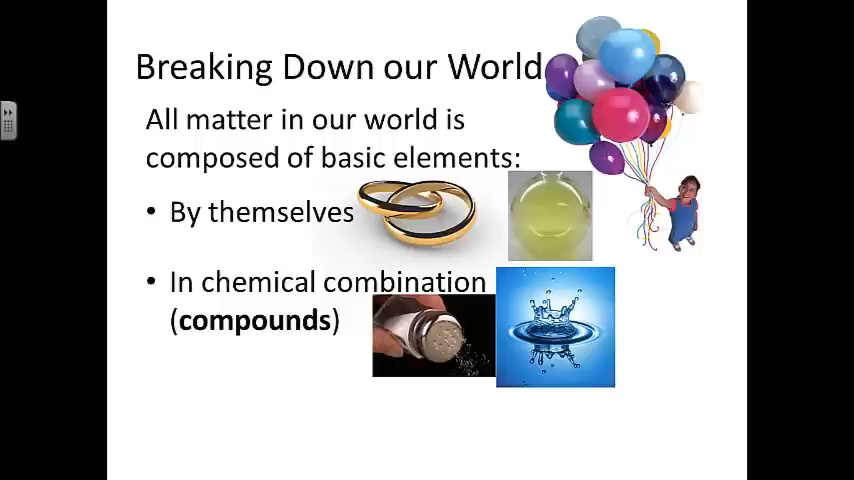 Breaking Down our World
All matter in our world is
composed of basic elements:
• By themselves
• In chemical combination
(compounds)